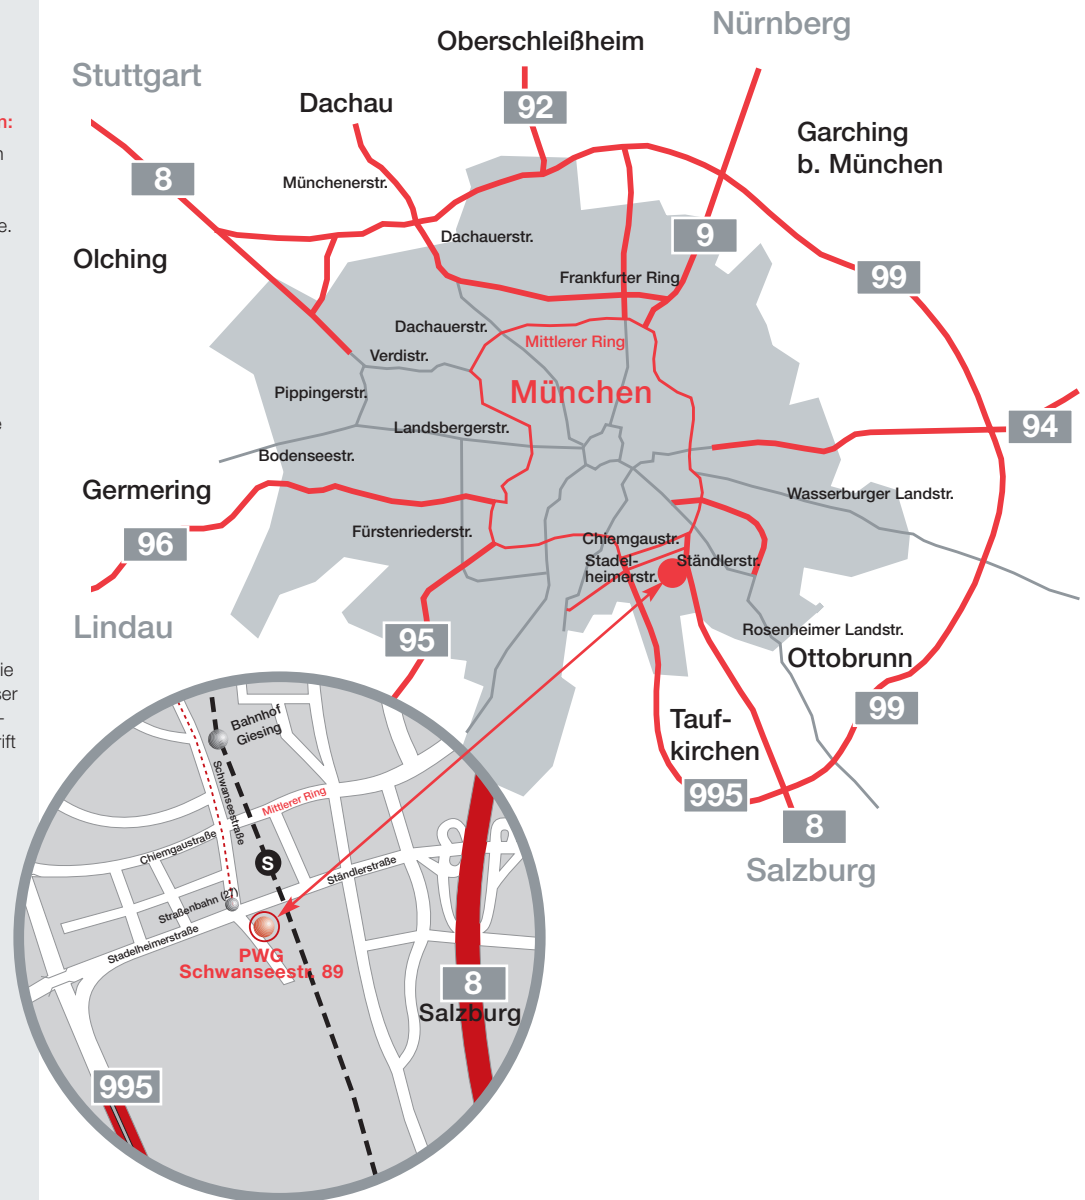 n:
n
e.
e
ie
ser
-
ift
Nürnberg
Oberschleißheim
Stuttgart
92
Dachau
Garching
b. München
8
Münchenerstr.
9
Dachauerstr.
Olching
Frankfurter Ring
99
Dachauerstr.
Mittlerer Ring
Verdistr.
München
Pippingerstr.
Landsbergerstr.
94
Bodenseestr.
Germering
Wasserburger Landstr.
96
Fürstenriederstr.
Chiemgaustr.
Stadel-
heimerstr.
Ständlerstr.
Lindau
95
Rosenheimer Landstr.
Ottobrunn
99
Tauf-
kirchen
995
8
Salzburg
Bahnhof
Giesing
Schwanseestraße
Mittlerer Ring
Chiemgaustraße
S
Ständlerstraße
Straßenbahn (27)
Stadelheimerstraße
PWG
Schwanseestr. 89
8
Salzburg
995